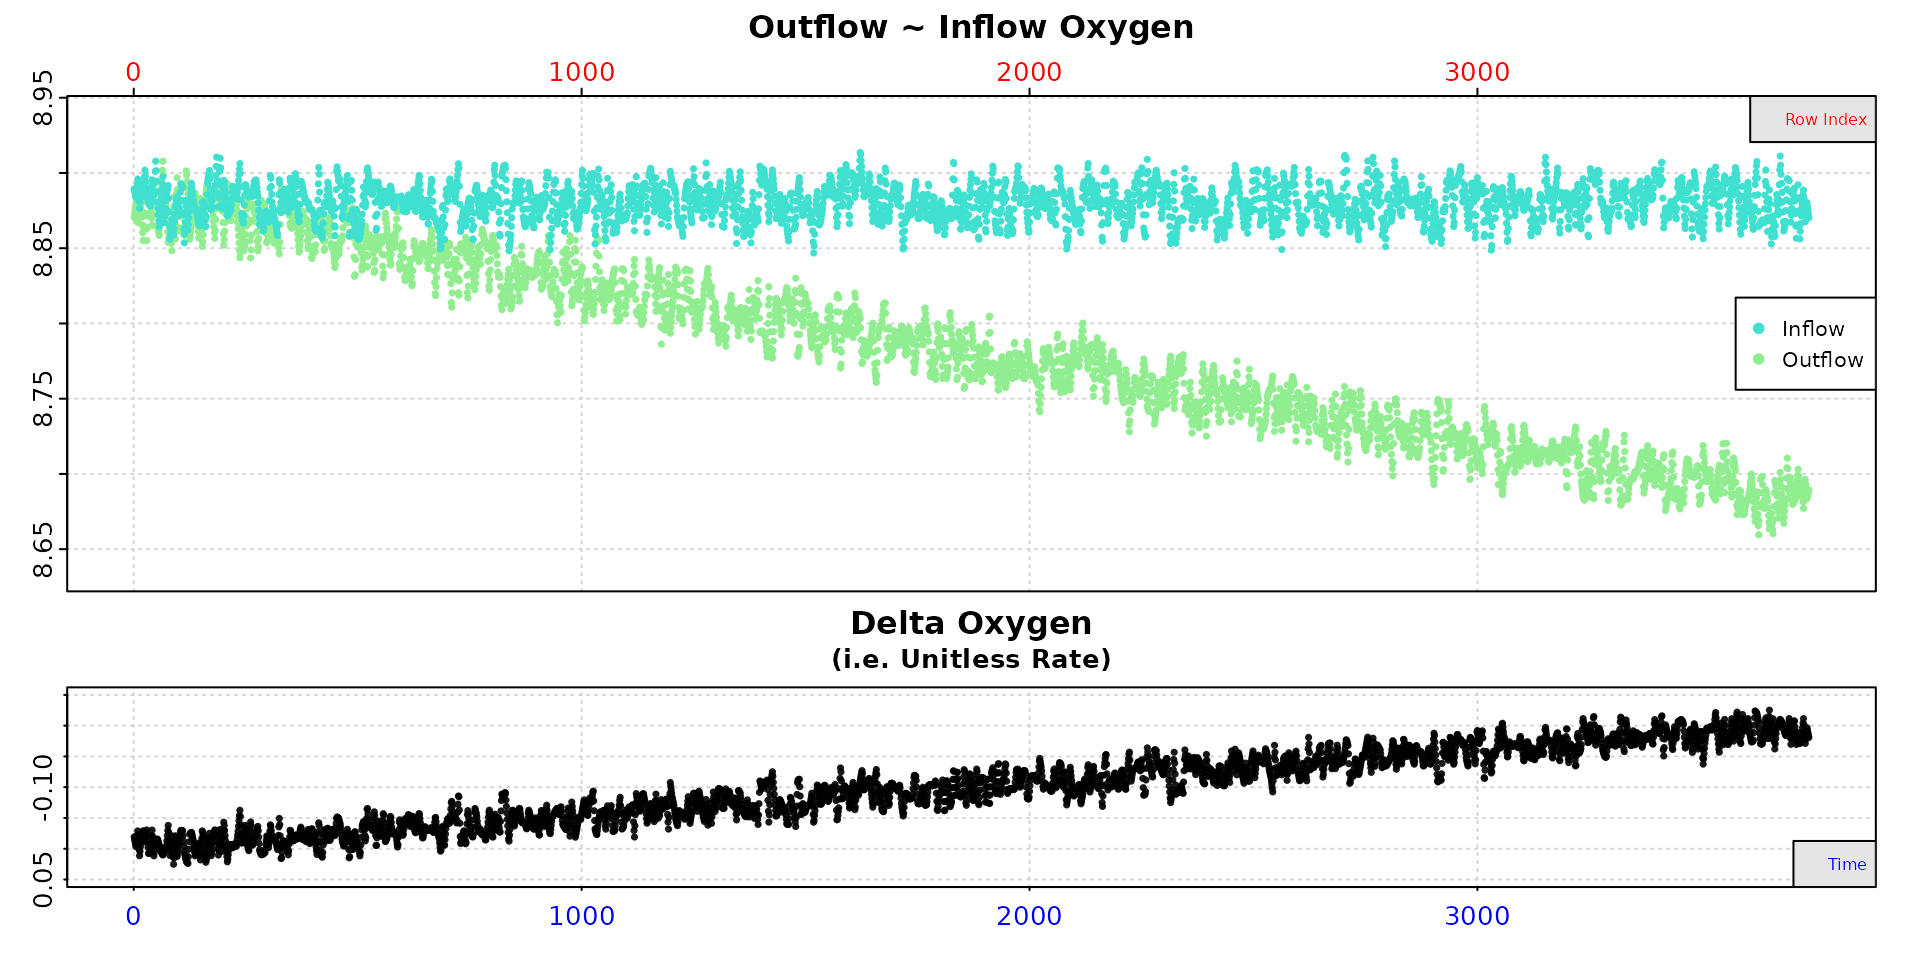 Outflow ~ Inflow Oxygen
0 1000 2000 3000
8.95
8.85
8.75
8.65
Row Index
Inflow
Outflow
Delta Oxygen
(i.e. Unitless Rate)
-0.10
0.05
Time
0 1000 2000 3000